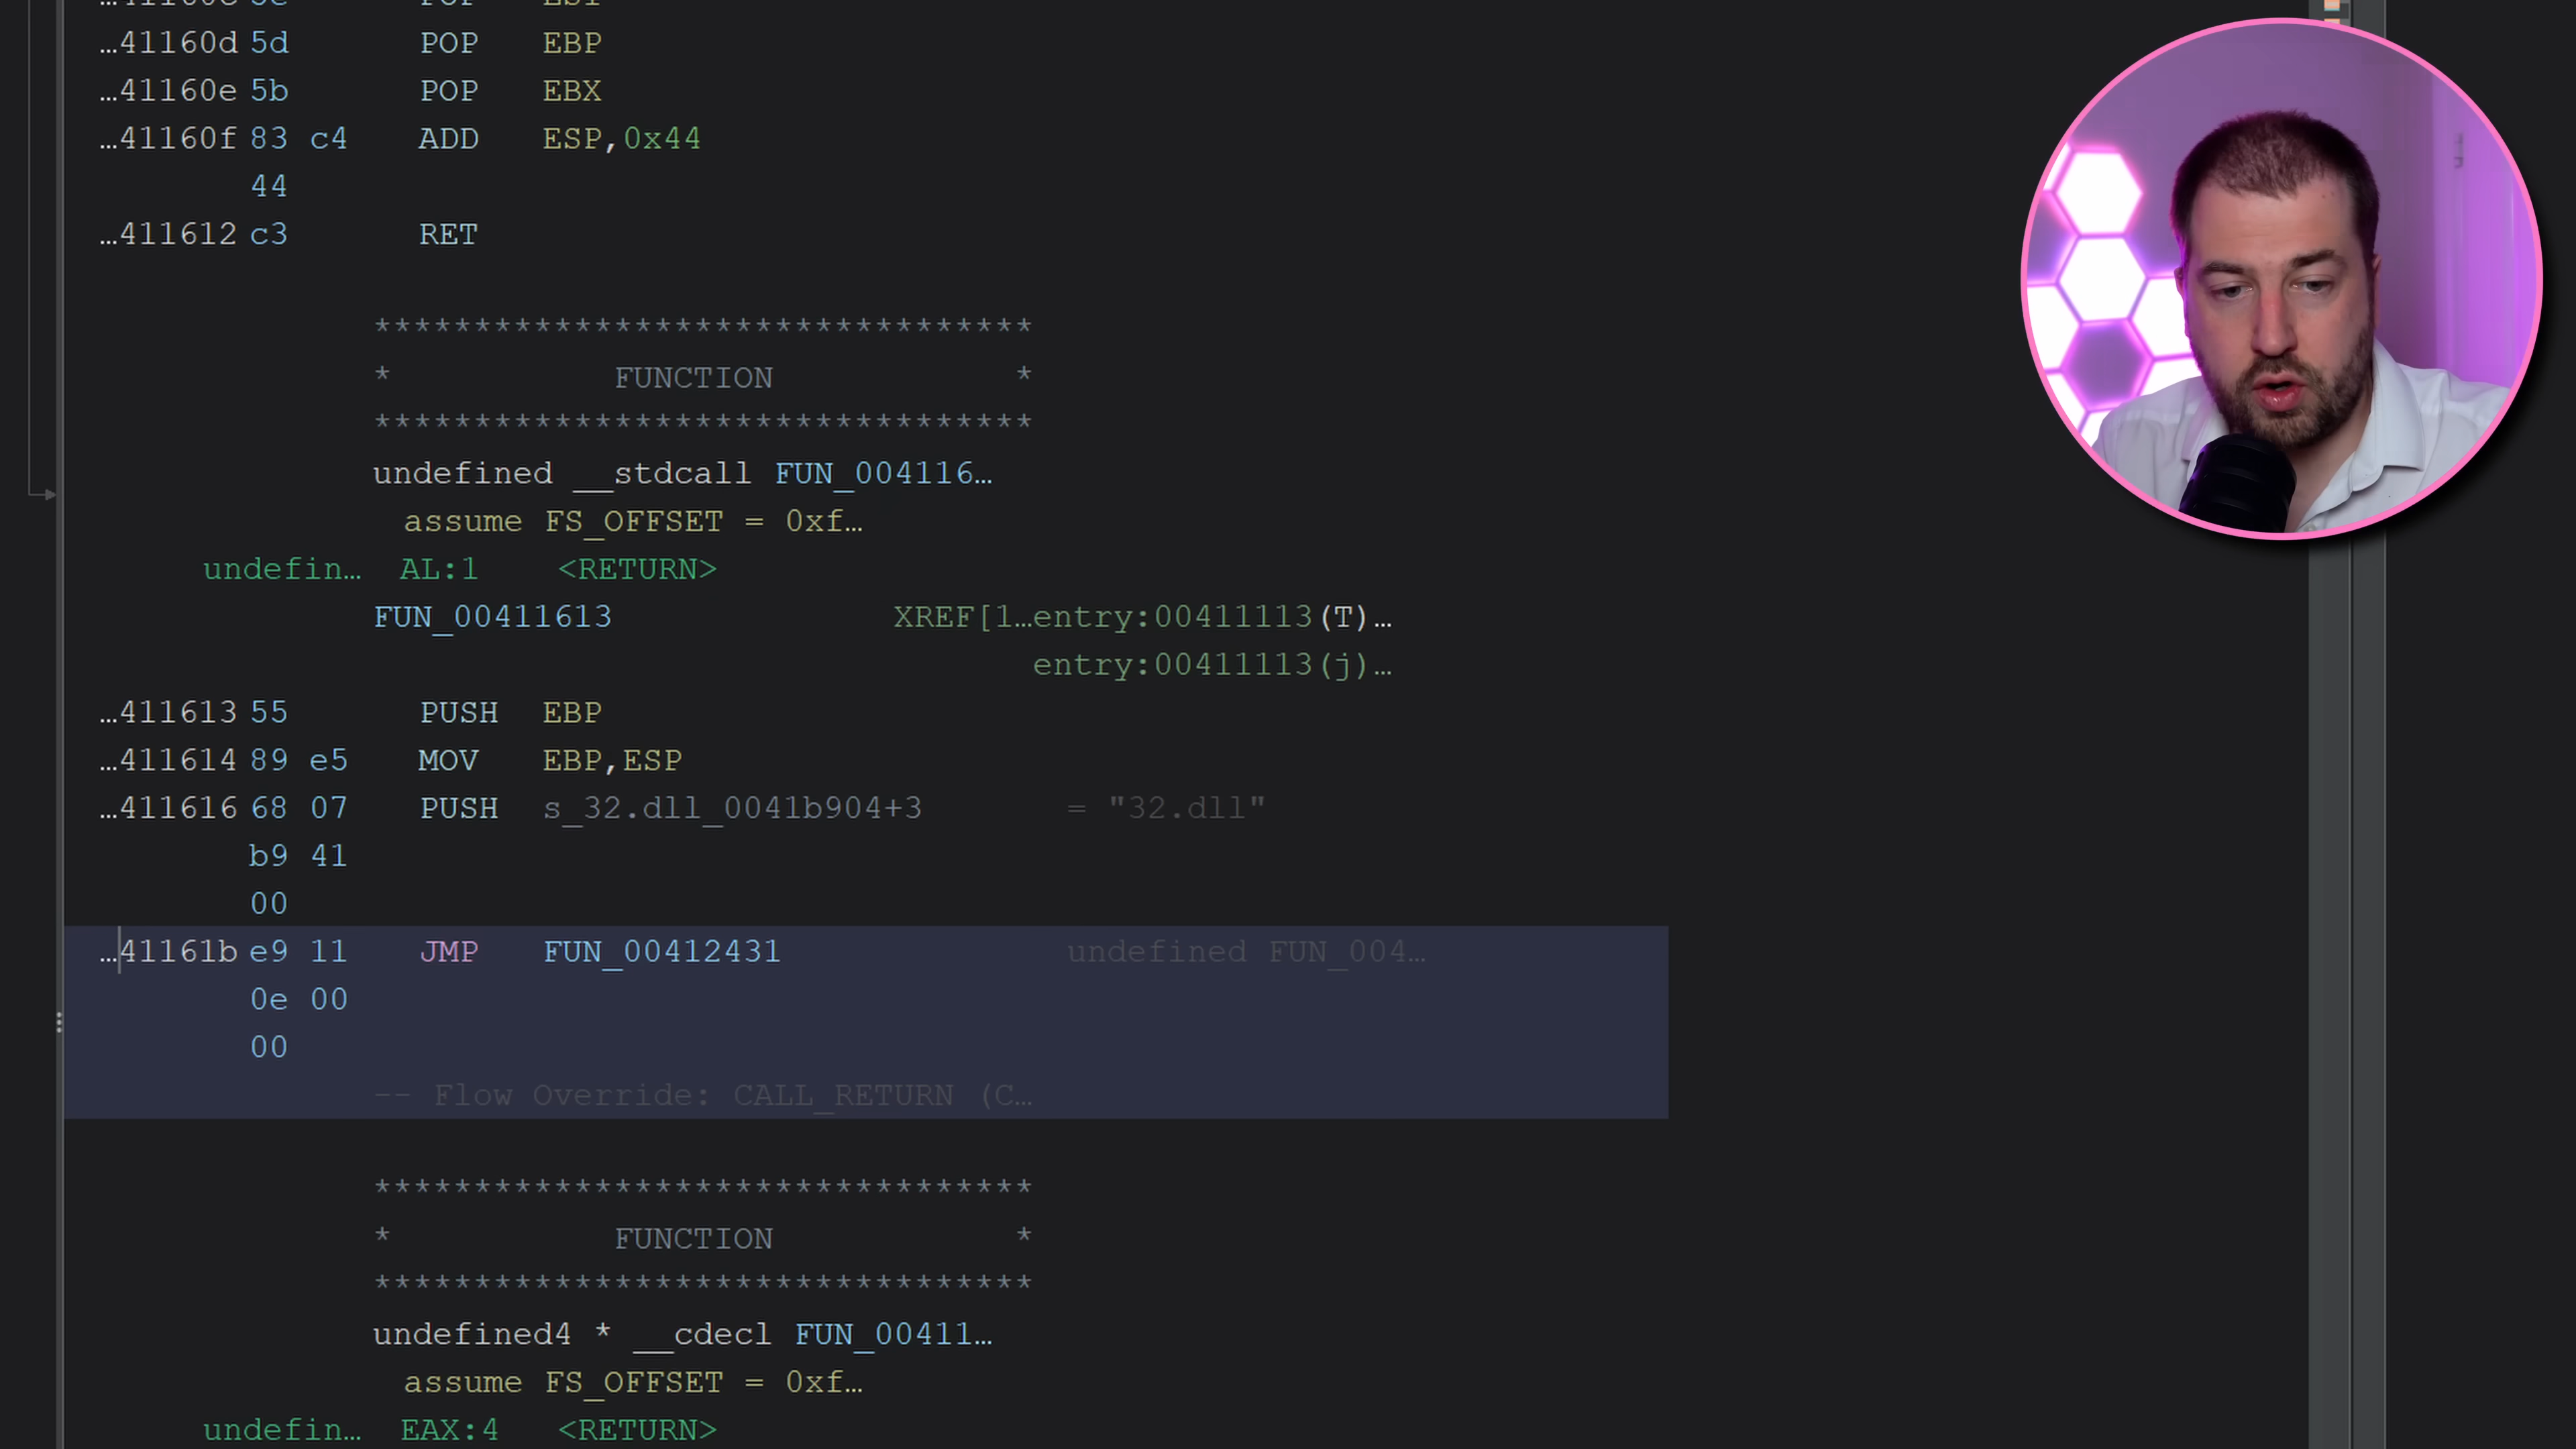 POP EST
…41160d 5d POP EBP
…41160e 5b POP EBX
…41160f 83 c4 ADD ESP,0x44
44
…411612 c3 RET
*********************************
* FUNCTION *
*********************************
undefined __stdcall FUN_004116…
assume FS_OFFSET = 0xf…
undefin… AL:1 <RETURN>
FUN_00411613 XREF[1…entry:00411113(T)…
entry:00411113(j)…
…411613 55 PUSH EBP
…411614 89 e5 MOV EBP,ESP
…411616 68 07 PUSH s_32.dll_0041b904+3 = "32.dll"
b9 41
00
…41161b e9 11 JMP FUN_00412431 undefined FUN_004…
0e 00
00
-- Flow Override: CALL_RETURN (C…
*********************************
* FUNCTION *
*********************************
undefined4 * __cdecl FUN_00411…
assume FS_OFFSET = 0xf…
undefin… EAX:4 <RETURN>